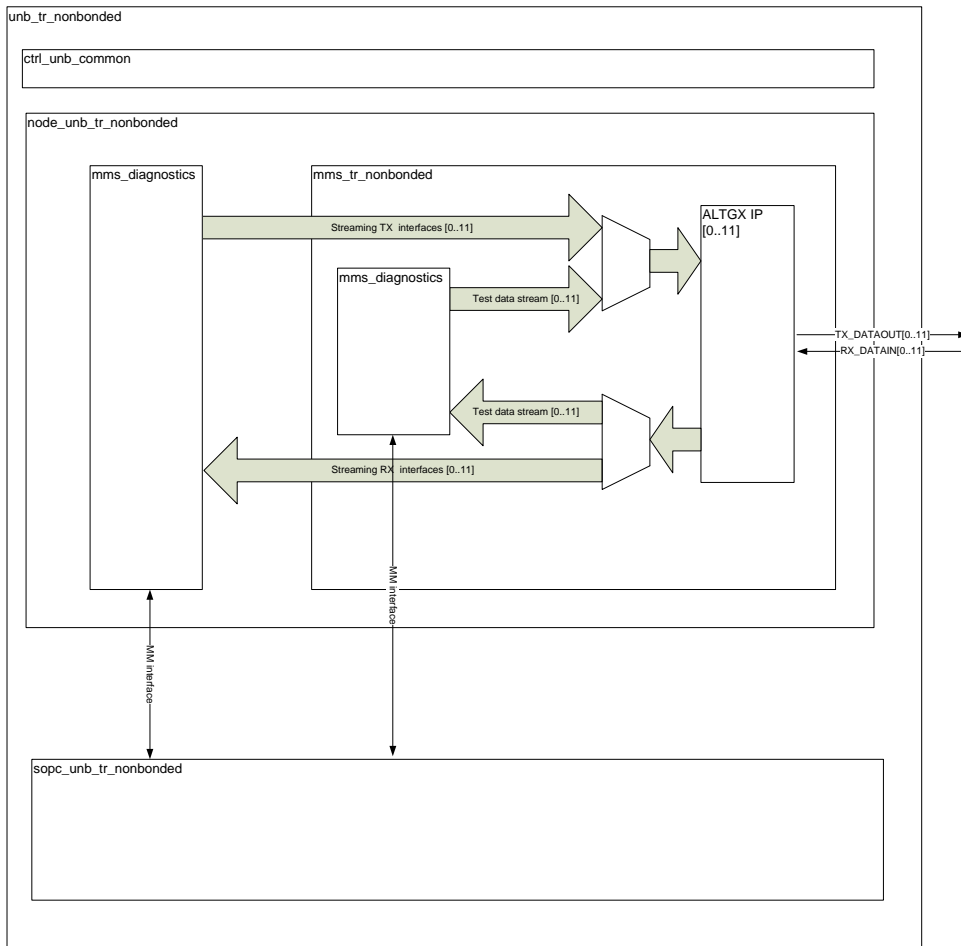 unb_tr_nonbonded
ctrl_unb_common
node_unb_tr_nonbonded
mms_diagnostics
mms_tr_nonbonded
ALTGX IP
[0..11]
Streaming TX interfaces [0..11]
mms_diagnostics
Test data stream [0..11]
TX_DATAOUT[0..11]
RX_DATAIN[0..11]
Test data stream [0..11]
Streaming RX interfaces [0..11]
MM interface
MM interface
sopc_unb_tr_nonbonded